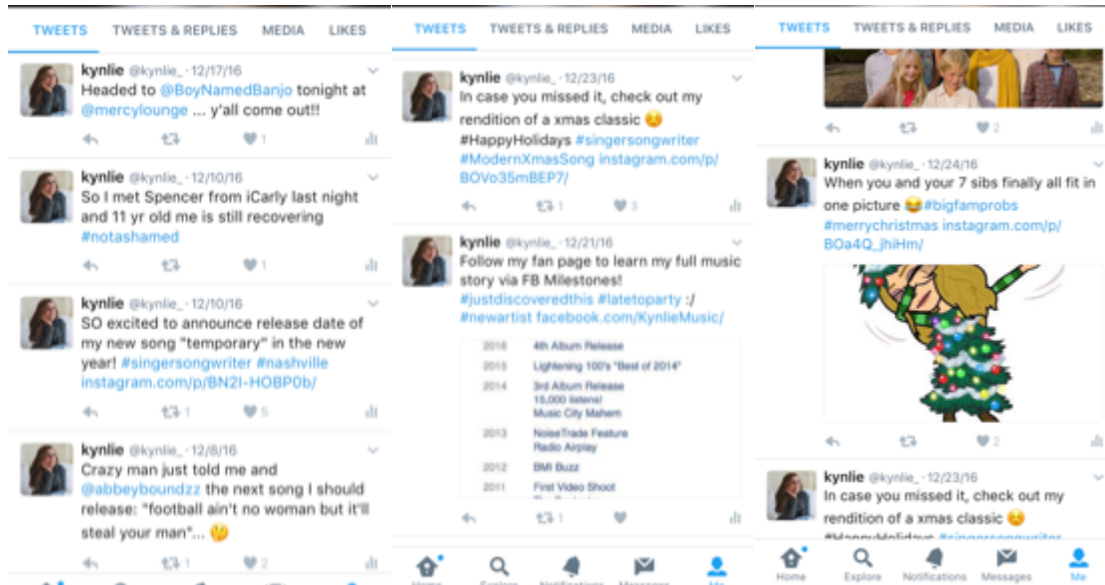 TWEETS TWEETS & REPLIES MEDIA LIKES
kynlie @kynlie_ · 12/17/16
Headed to @BoyNamedBanjo tonight at
@mercylounge ... y'all come out!!
1
kynlie @kynlie_ · 12/10/16
So I met Spencer from iCarly last night
and 11 yr old me is still recovering
#notashamed
1
kynlie @kynlie_ · 12/10/16
SO excited to announce release date of
my new song "temporary" in the new
year! #singersongwriter #nashville
instagram.com/p/BN2I-HOBP0b/
1 5
kynlie @kynlie_ · 12/8/16
Crazy man just told me and
@abbeyboundzz the next song I should
release: "football ain't no woman but it'll
steal your man"... 🤔
1 2
TWEETS TWEETS & REPLIES MEDIA LIKES
kynlie @kynlie_ · 12/23/16
In case you missed it, check out my
rendition of a xmas classic ☺️
#HappyHolidays #singersongwriter
#ModernXmasSong instagram.com/p/
BOVo35mBEP7/
1 3
kynlie @kynlie_ · 12/21/16
Follow my fan page to learn my full music
story via FB Milestones!
#justdiscoveredthis #latetoparty :/
#newartist facebook.com/KynlieMusic/
2016 4th Album Release
2015 Lightening 100's "Best of 2014"
2014 3rd Album Release
15,000 listens!
Music City Mahem
2013 NoiseTrade Feature
Radio Airplay
2012 BMI Buzz
2011 First Video Shoot
1
Home Explore Notifications Messages Me
TWEETS TWEETS & REPLIES MEDIA LIKES
2
kynlie @kynlie_ · 12/24/16
When you and your 7 sibs finally all fit in
one picture 😂#bigfamprobs
#merrychristmas instagram.com/p/
BOa4Q_jhiHm/
2
kynlie @kynlie_ · 12/23/16
In case you missed it, check out my
rendition of a xmas classic ☺️
#HappyHolidays #singersongwriter
Home Explore Notifications Messages Me